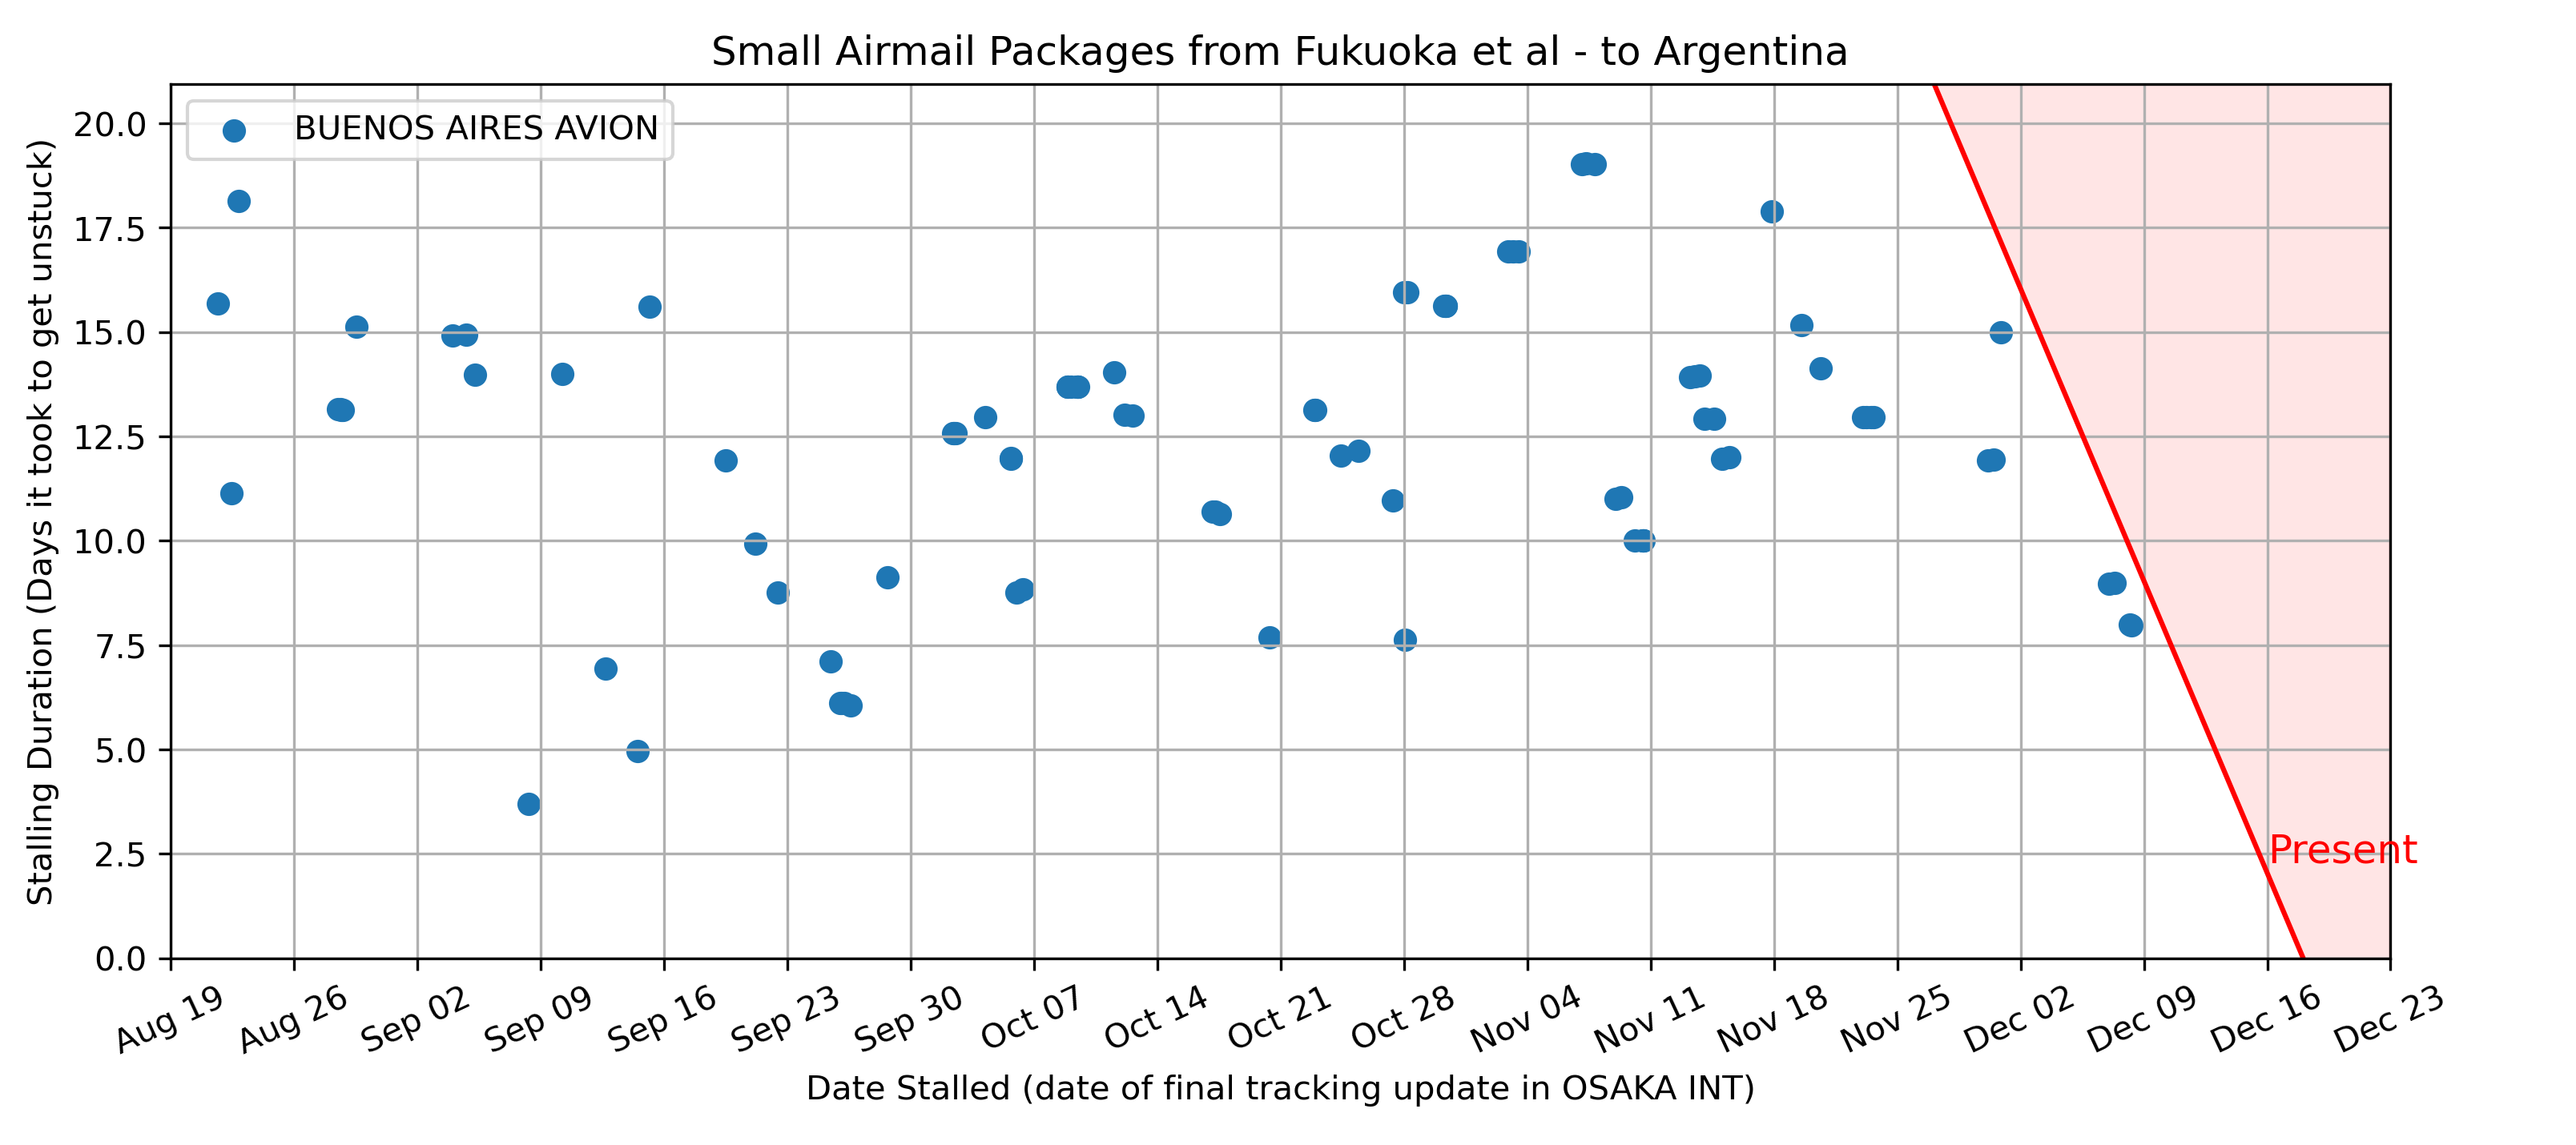 Small Airmail Packages from Fukuoka et al - to Argentina
BUENOS AIRES AVION
Stalling Duration (Days it took to get unstuck)
20.0
17.5
15.0
12.5
10.0
7.5
5.0
2.5
0.0
Present
Aug 19
Aug 26
Sep 02
Sep 09
Sep 16
Sep 23
Sep 30
Oct 07
Oct 14
Oct 21
Oct 28
Nov 04
Nov 11
Nov 18
Nov 25
Dec 02
Dec 09
Dec 16
Dec 23
Date Stalled (date of final tracking update in OSAKA INT)